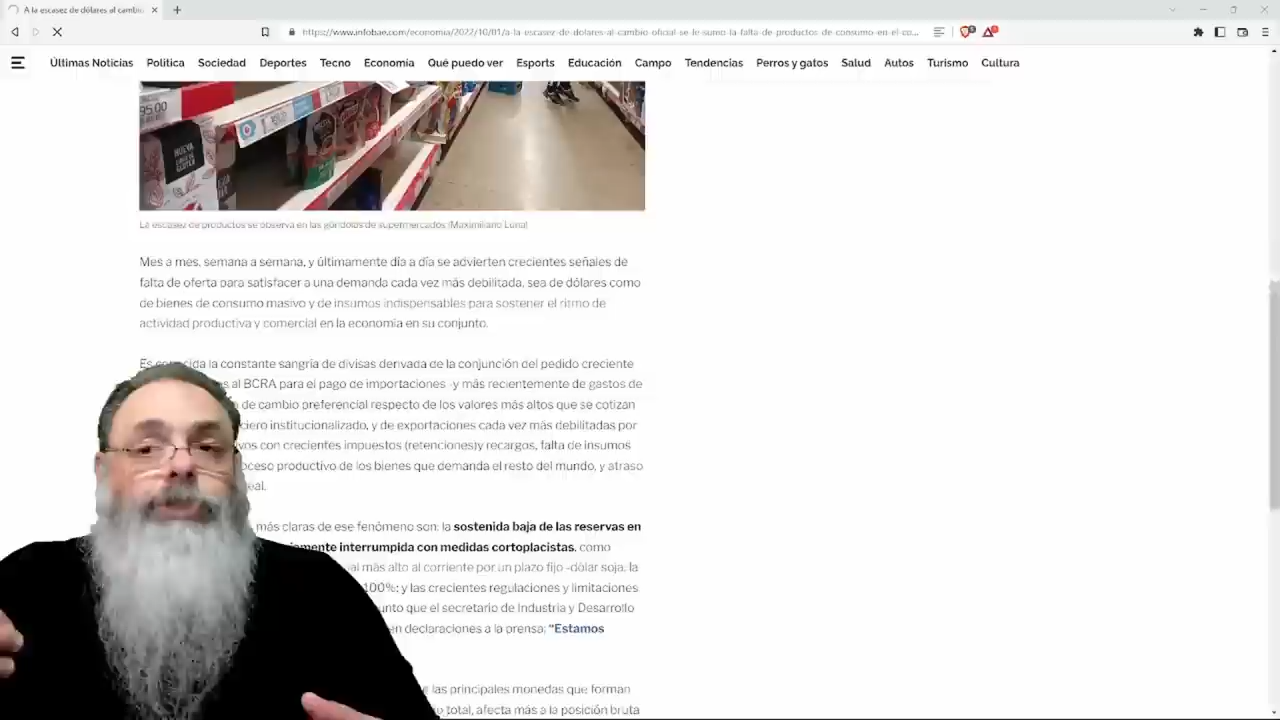 A la escasez de dólares al cambio
https://www.infobae.com/economia/2022/10/01/a-la-escasez-de-dolares-al-cambio-oficial-se-le-sumo-la-falta-de-productos-de-consumo-en-el-co...
Últimas Noticias Política Sociedad Deportes Tecno Economía Qué puedo ver Esports Educación Campo Tendencias Perros y gatos Salud Autos Turismo Cultura
95.00
NUEVA
La escasez de productos se observa en las góndolas de supermercados (Maximiliano Luna)
Mes a mes, semana a semana, y últimamente día a día se advierten crecientes señales de
falta de oferta para satisfacer a una demanda cada vez más debilitada, sea de dólares como
de bienes de consumo masivo y de insumos indispensables para sostener el ritmo de
actividad productiva y comercial en la economía en su conjunto.
Es conocida la constante sangría de divisas derivada de la conjunción del pedido creciente
al BCRA para el pago de importaciones -y más recientemente de gastos de
de cambio preferencial respecto de los valores más altos que se cotizan
ciero institucionalizado, y de exportaciones cada vez más debilitadas por
vos con crecientes impuestos (retenciones)y recargos, falta de insumos
oceso productivo de los bienes que demanda el resto del mundo, y atraso
eal.
más claras de ese fenómeno son: la sostenida baja de las reservas en
amente interrumpida con medidas cortoplacistas, como
ual más alto al corriente por un plazo fijo -dólar soja, la
100%; y las crecientes regulaciones y limitaciones
unto que el secretario de Industria y Desarrollo
en declaraciones a la prensa; "Estamos
e las principales monedas que forman
o total, afecta más a la posición bruta